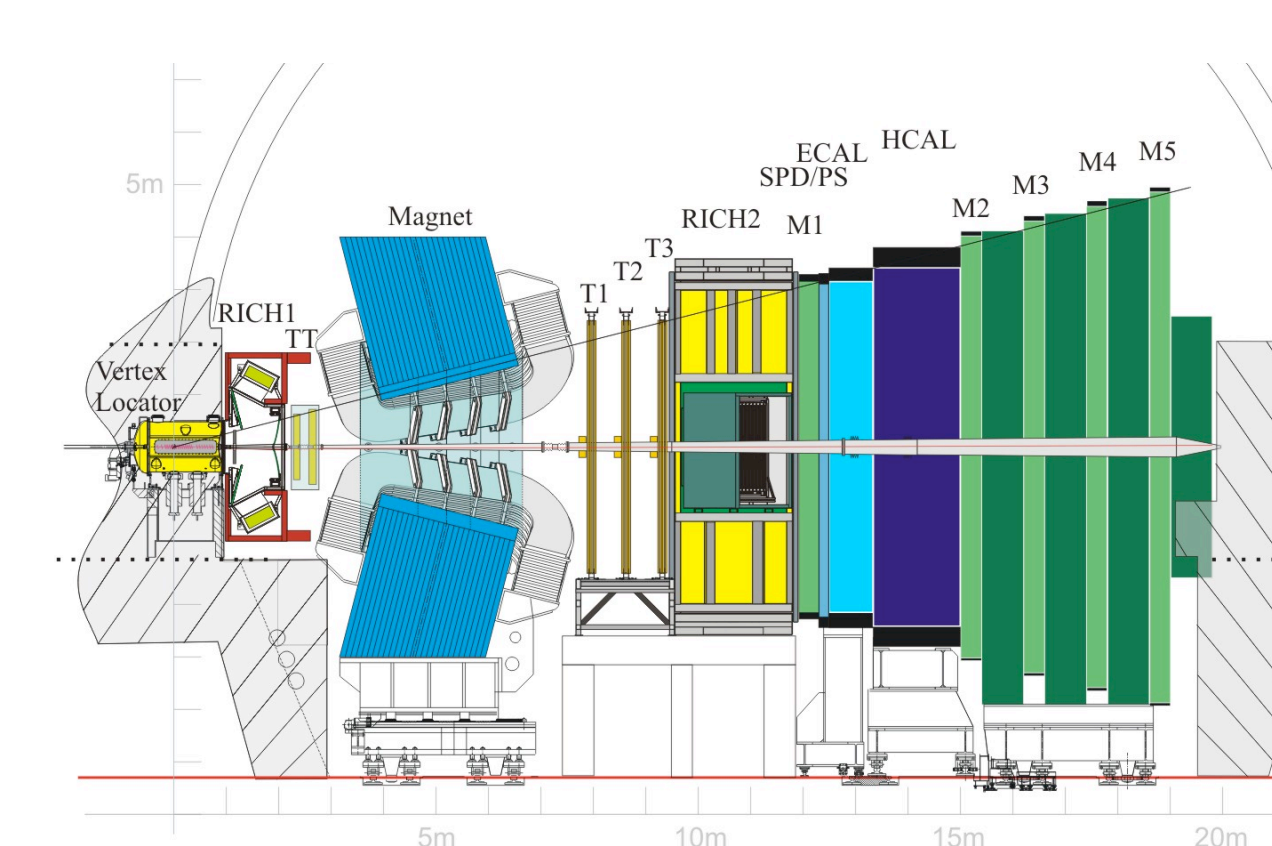 HCAL
ECAL
M5
M4
SPD/PS
M3
5m
M2
Magnet
RICH2
M1
T3
T2
T1
RICH1
TT
Vertex
Locator
5m
10m
15m
20m